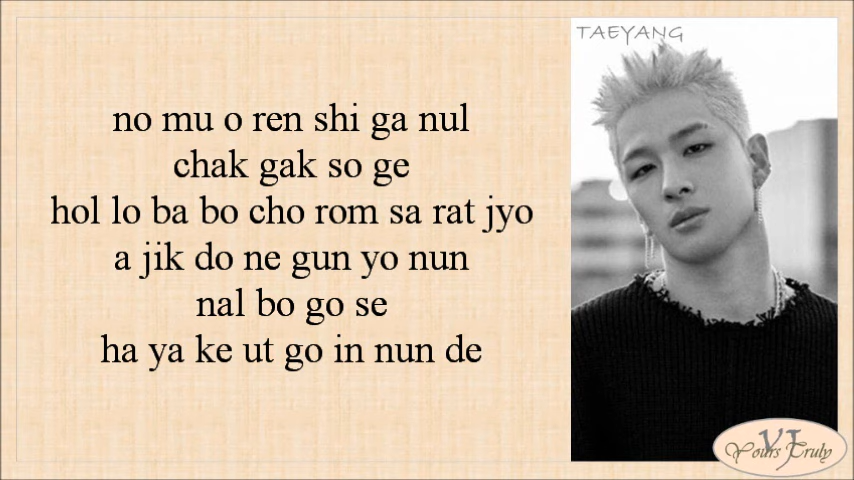 TAEYANG
no mu o ren shi ga nul
chak gak so ge
hol lo ba bo cho rom sa rat jyo
a jik do ne gun yo nun
nal bo go se
ha ya ke ut go in nun de
YJ
Yours Truly